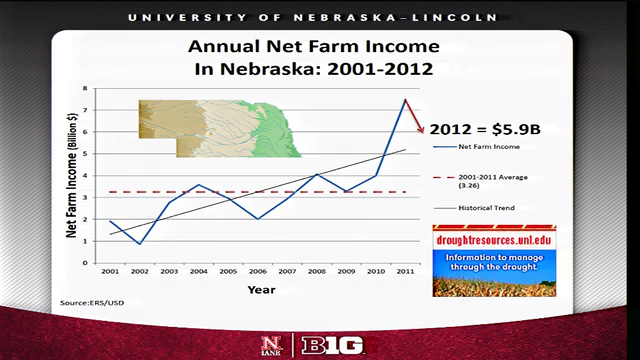 UNIVERSITY OF NEBRASKA–LINCOLN
Annual Net Farm Income
In Nebraska: 2001-2012
Net Farm Income (Billion $)
8
7
6
5
4
3
2
1
0
2001 2002 2003 2004 2005 2006 2007 2008 2009 2010 2011
Year
2012 = $5.9B
Net Farm Income
2001-2011 Average
(3.26)
Historical Trend
droughtresources.unl.edu
Information to manage
through the drought.
Source:ERS/USD
N
IANR
B1G